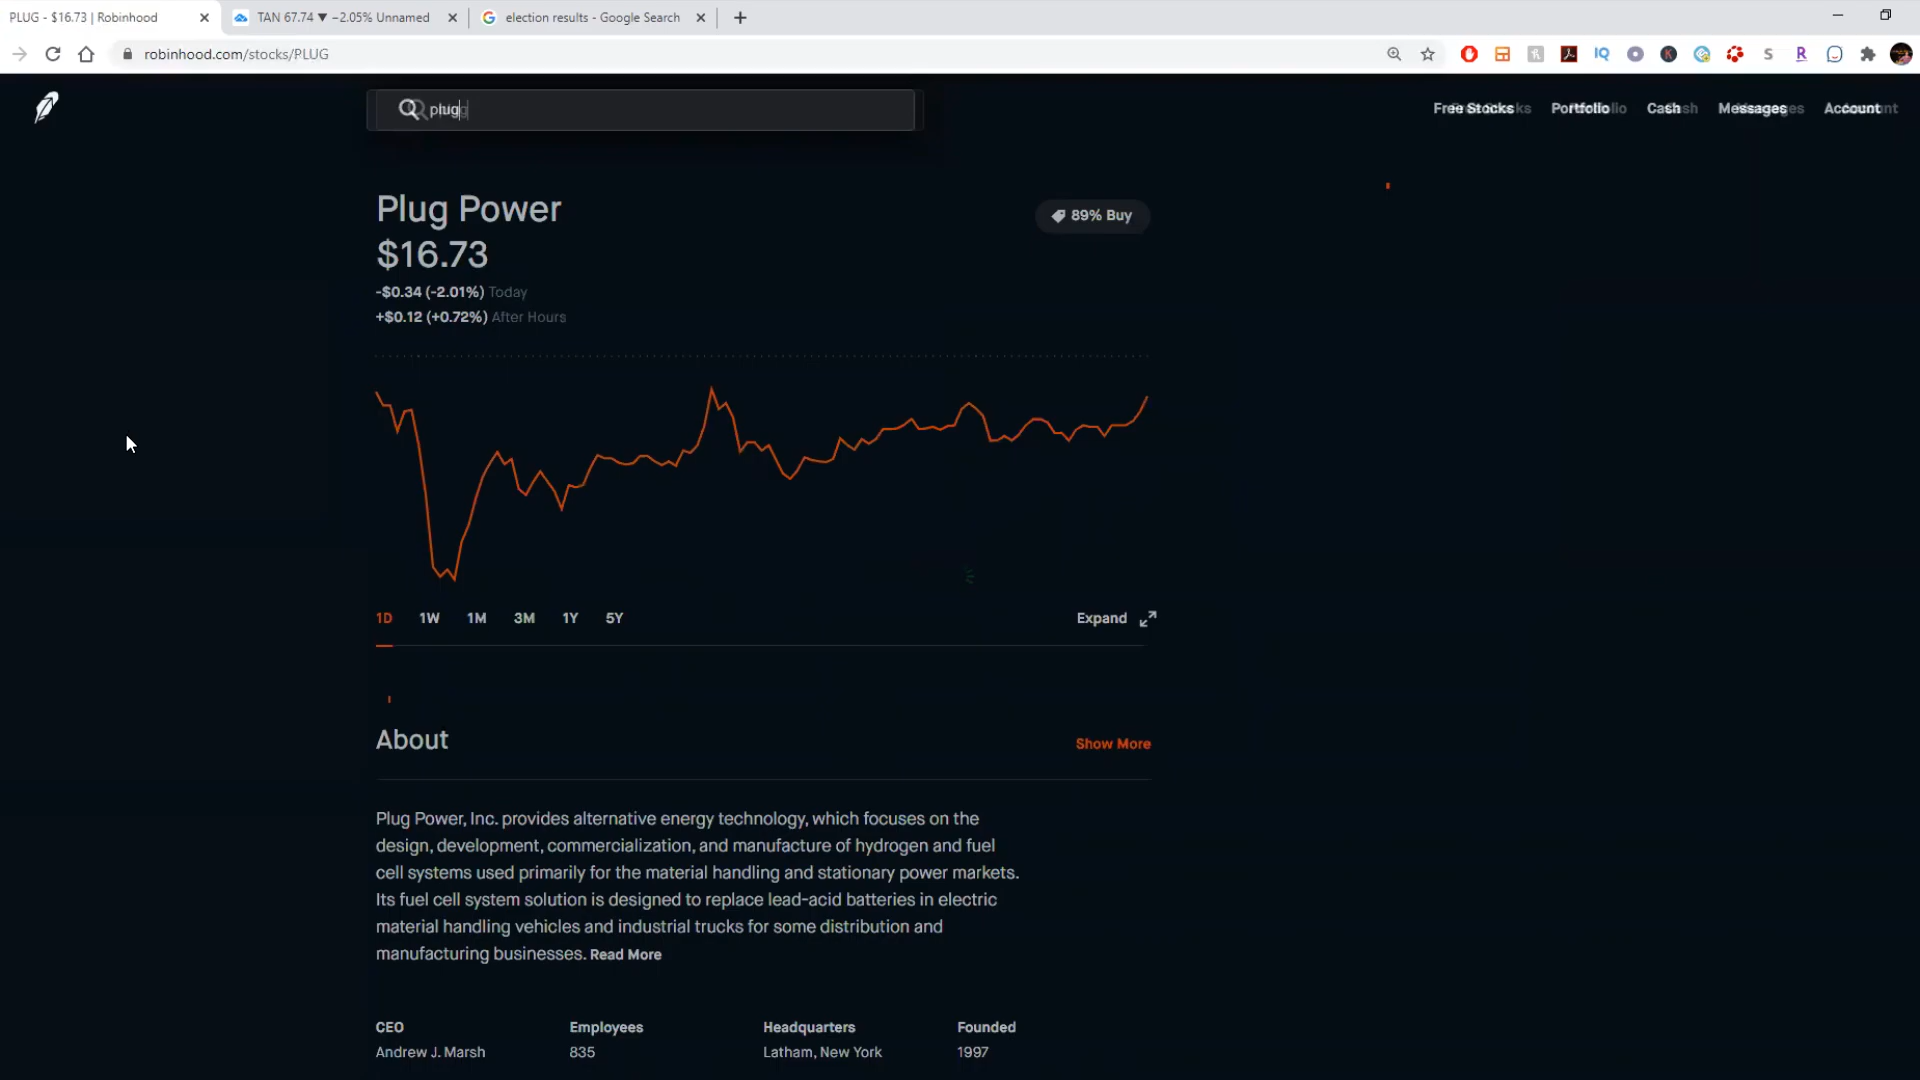 PLUG - $16.73 | Robinhood
TAN 67.74 ▼ −2.05% Unnamed
election results - Google Search
robinhood.com/stocks/PLUG
plug
Free Stocks
Portfolio
Cash
Messages
Account
Plug Power
89% Buy
$16.73
-$0.34 (-2.01%) Today
+$0.12 (+0.72%) After Hours
1D 1W 1M 3M 1Y 5Y
Expand
About
Show More
Plug Power, Inc. provides alternative energy technology, which focuses on the
design, development, commercialization, and manufacture of hydrogen and fuel
cell systems used primarily for the material handling and stationary power markets.
Its fuel cell system solution is designed to replace lead-acid batteries in electric
material handling vehicles and industrial trucks for some distribution and
manufacturing businesses. Read More
CEO Employees Headquarters Founded
Andrew J. Marsh 835 Latham, New York 1997